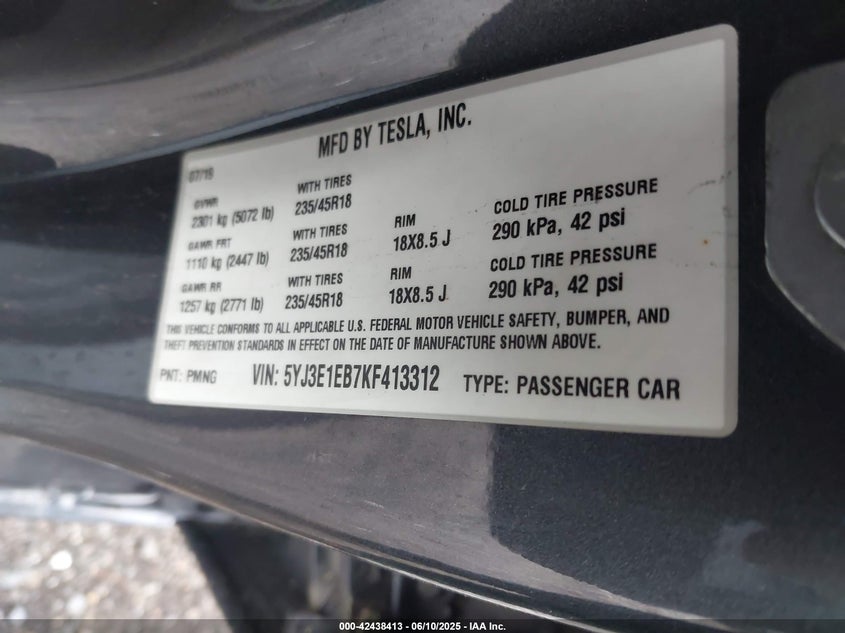 MFD BY TESLA, INC.
07/19
GVWR
2301 kg (5072 lb)
WITH TIRES
235/45R18
GAWR FRT
1110 kg (2447 lb)
WITH TIRES
235/45R18
RIM
18X8.5 J
COLD TIRE PRESSURE
290 kPa, 42 psi
GAWR RR
1257 kg (2771 lb)
WITH TIRES
235/45R18
RIM
18X8.5 J
COLD TIRE PRESSURE
290 kPa, 42 psi
THIS VEHICLE CONFORMS TO ALL APPLICABLE U.S. FEDERAL MOTOR VEHICLE SAFETY, BUMPER, AND
THEFT PREVENTION STANDARDS IN EFFECT ON THE DATE OF MANUFACTURE SHOWN ABOVE.
PNT: PMNG VIN: 5YJ3E1EB7KF413312 TYPE: PASSENGER CAR
000-42438413 - 06/10/2025 - IAA Inc.